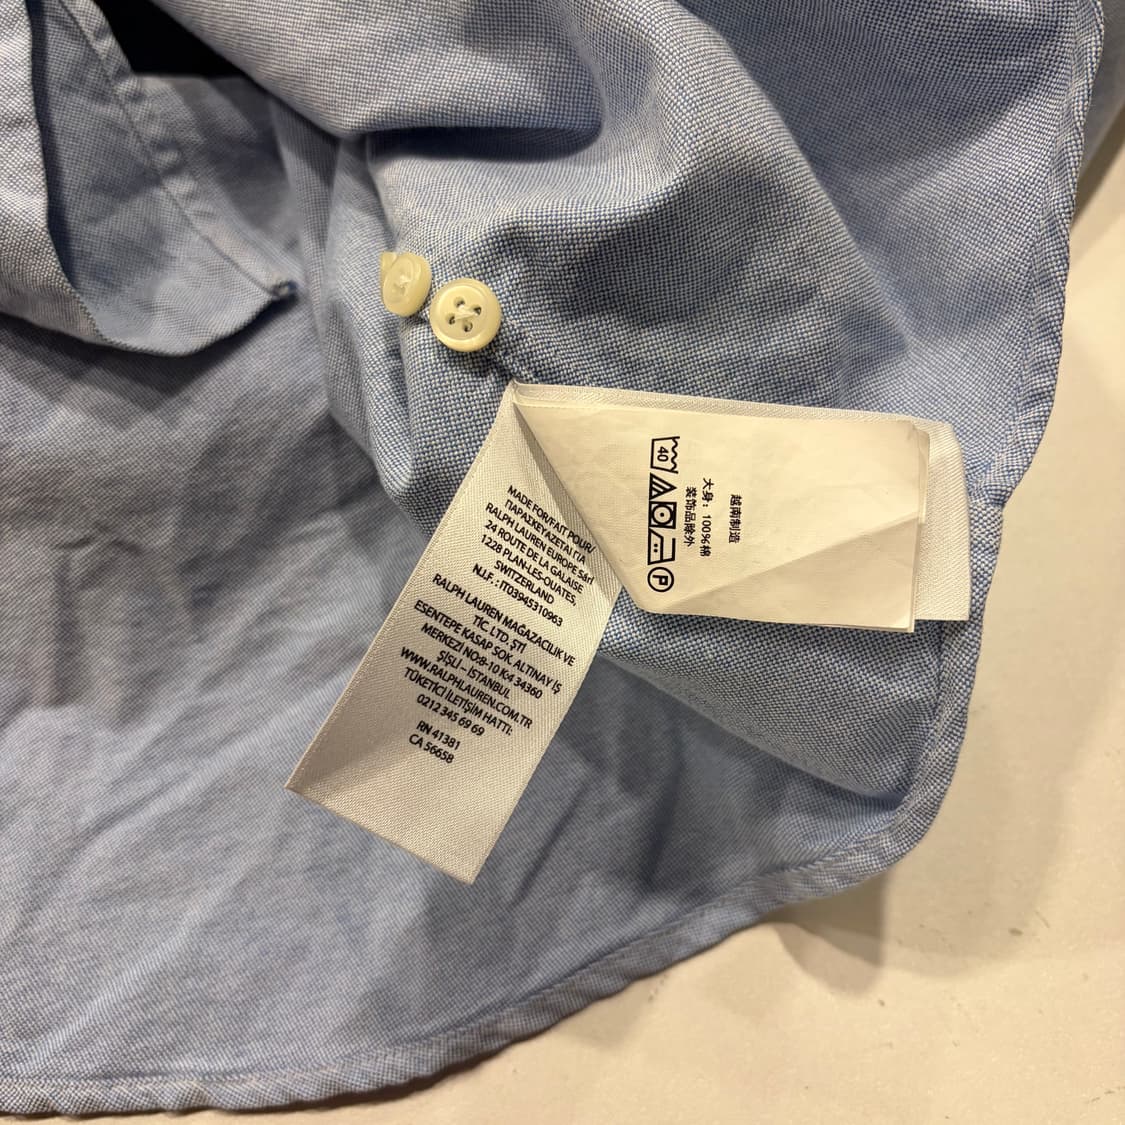 MADE FOR/FAIT POUR/
ΠΑΡΑΣΚΕΥΑΖΕΤΑΙ ΓΙΑ
RALPH LAUREN EUROPE Sárl
24 ROUTE DE LA GALAISE
1228 PLAN-LES-OUATES,
SWITZERLAND
N.I.F. : IT03945310963
RALPH LAUREN MAĞAZACILIK VE
TİC. LTD. ŞTİ
ESENTEPE KASAP SOK. ALTINAY İŞ
MERKEZİ NO:8-10 K:4 34360
ŞİŞLİ – İSTANBUL
WWW.RALPHLAUREN.COM.TR
TÜKETİCİ İLETİŞİM HATTI:
0212 345 69 69
RN 41381
CA 56658
越南制造
大身：100%棉
装饰品除外
40
P